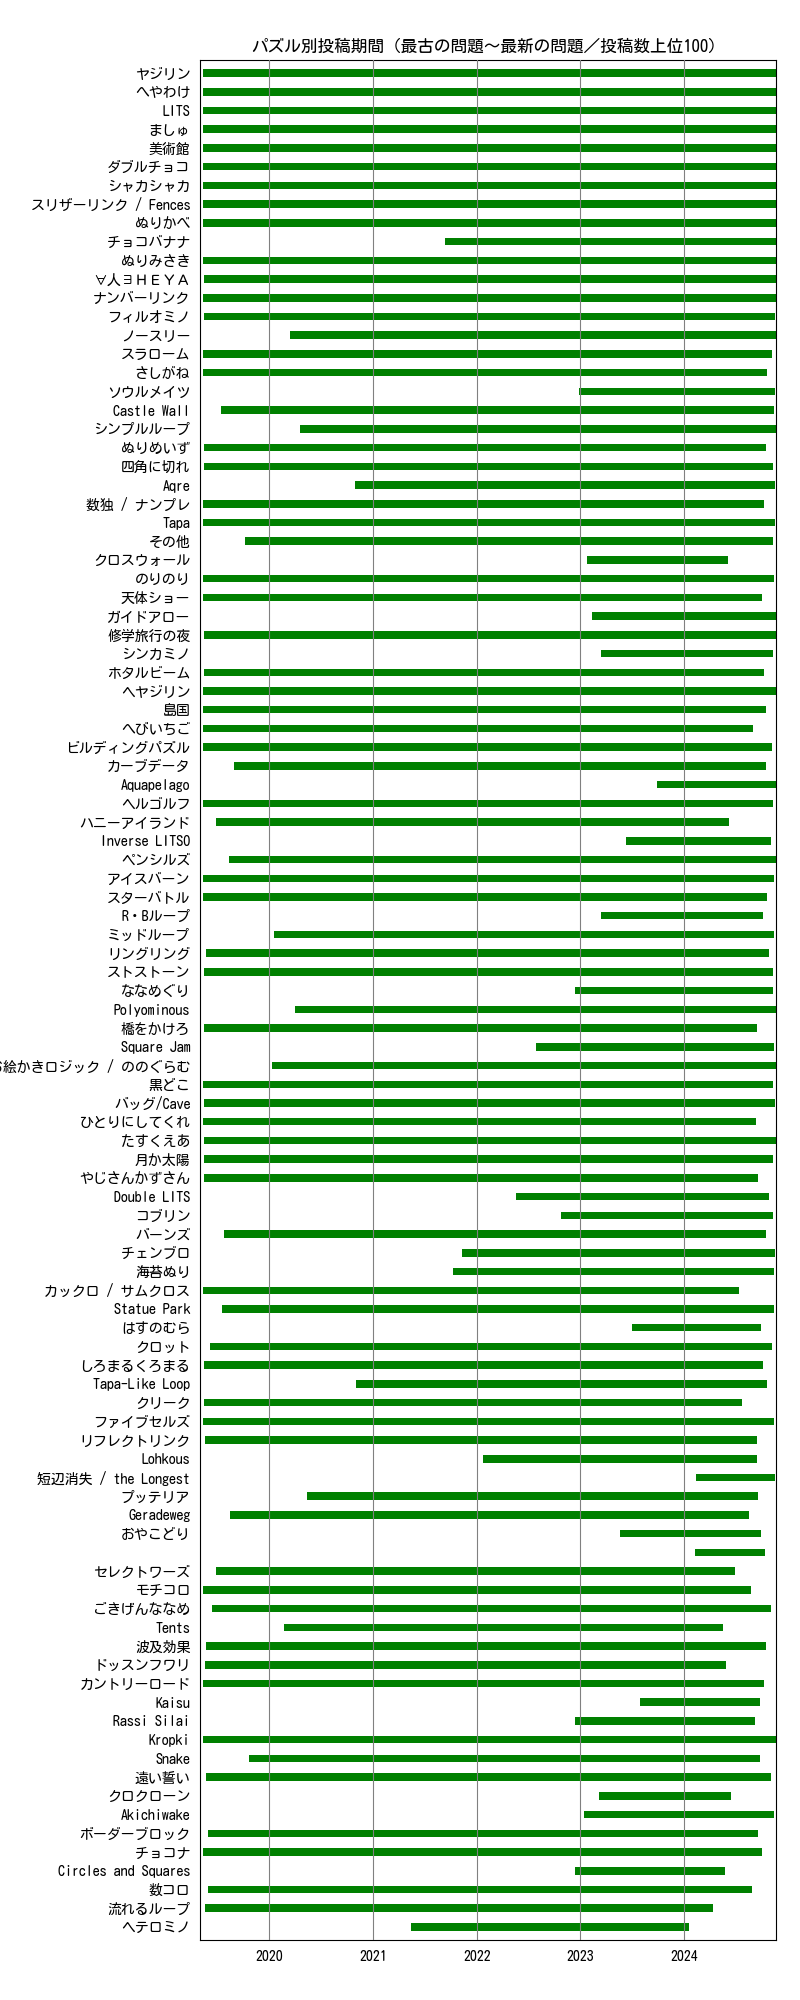 パズル別投稿期間（最古の問題～最新の問題／投稿数上位100）
ヤジリン
へやわけ
LITS
ましゅ
美術館
ダブルチョコ
シャカシャカ
スリザーリンク / Fences
ぬりかべ
チョコバナナ
ぬりみさき
∀人∃ＨＥＹＡ
ナンバーリンク
フィルオミノ
ノースリー
スラローム
さしがね
ソウルメイツ
Castle Wall
シンプルループ
ぬりめいず
四角に切れ
Aqre
数独 / ナンプレ
Tapa
その他
クロスウォール
のりのり
天体ショー
ガイドアロー
修学旅行の夜
シンカミノ
ホタルビーム
ヘヤジリン
島国
へびいちご
ビルディングパズル
カーブデータ
Aquapelago
ヘルゴルフ
ハニーアイランド
Inverse LITSO
ペンシルズ
アイスバーン
スターバトル
R・Bループ
ミッドループ
リングリング
ストストーン
ななめぐり
Polyominous
橋をかけろ
Square Jam
絵かきロジック / ののぐらむ
黒どこ
バッグ/Cave
ひとりにしてくれ
たすくえあ
月か太陽
やじさんかずさん
Double LITS
コブリン
バーンズ
チェンブロ
海苔ぬり
カックロ / サムクロス
Statue Park
はすのむら
クロット
しろまるくろまる
Tapa-Like Loop
クリーク
ファイブセルズ
リフレクトリンク
Lohkous
短辺消失 / the Longest
プッテリア
Geradeweg
おやこどり
セレクトワーズ
モチコロ
ごきげんななめ
Tents
波及効果
ドッスンフワリ
カントリーロード
Kaisu
Rassi Silai
Kropki
Snake
遠い誓い
クロクローン
Akichiwake
ボーダーブロック
チョコナ
Circles and Squares
数コロ
流れるループ
ヘテロミノ
2020 2021 2022 2023 2024